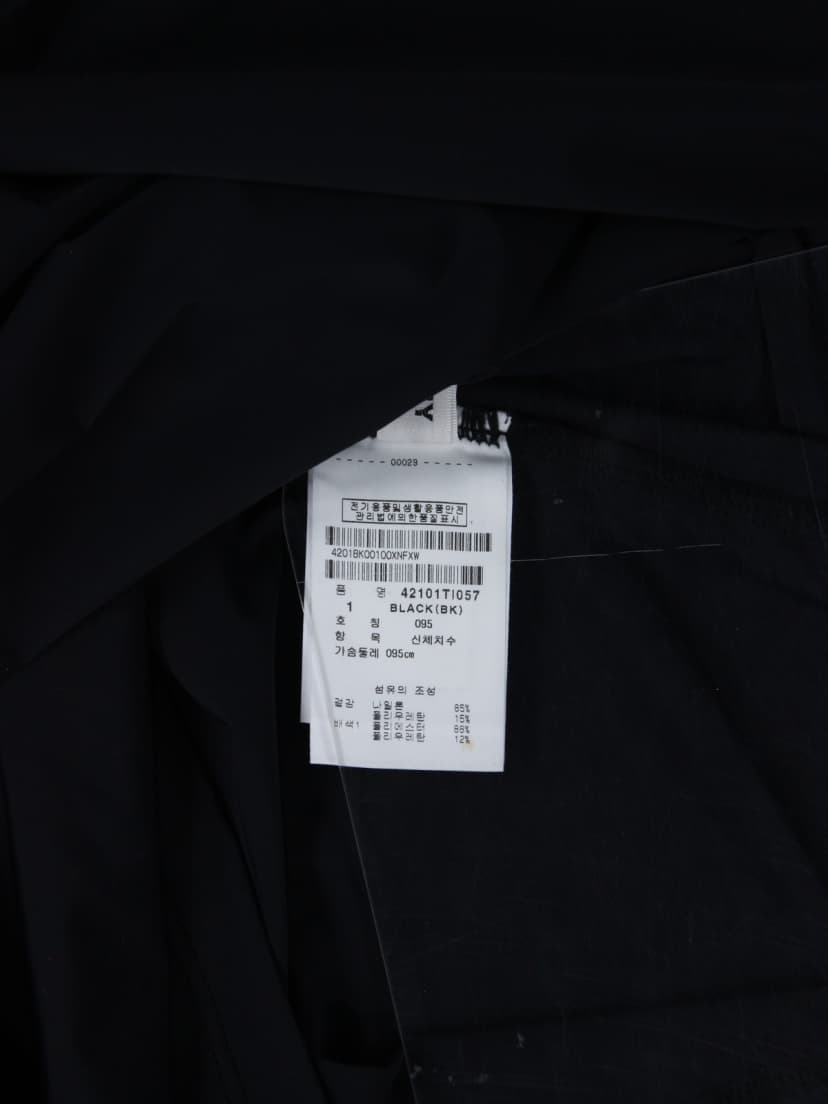 - - - - - 00029 - - - - -
전기용품및생활용품안전
관리법에의한품질표시
4201BK00100XNFXW
품 명 42101TI057
1 BLACK(BK)
호 칭 095
항 목 신체치수
가슴둘레 095cm
섬유의 조성
겉감 나일론 85%
폴리우레탄 15%
배색1 폴리에스터 88%
폴리우레탄 12%